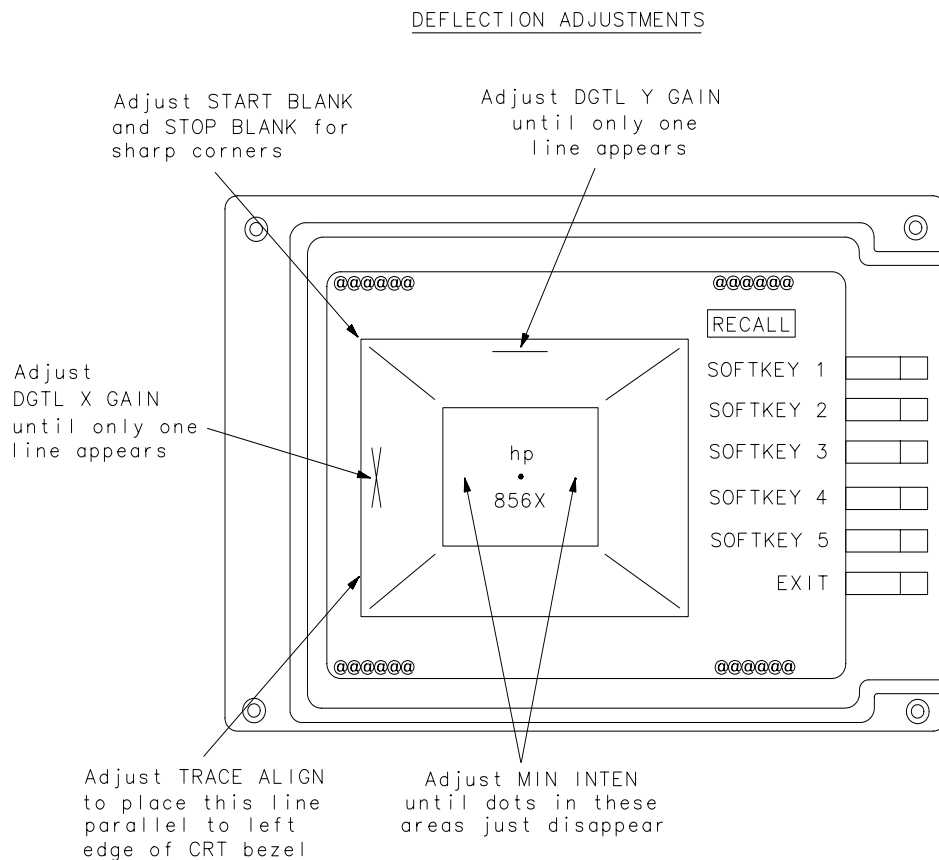 DEFLECTION ADJUSTMENTS
Adjust START BLANK
and STOP BLANK for
sharp corners
Adjust DGTL Y GAIN
until only one
line appears
@@@@@@
@@@@@@
RECALL
Adjust
DGTL X GAIN
until only one
line appears
SOFTKEY 1
SOFTKEY 2
SOFTKEY 3
SOFTKEY 4
SOFTKEY 5
EXIT
hp
856X
@@@@@@
@@@@@@
Adjust TRACE ALIGN
to place this line
parallel to left
edge of CRT bezel
Adjust MIN INTEN
until dots in these
areas just disappear